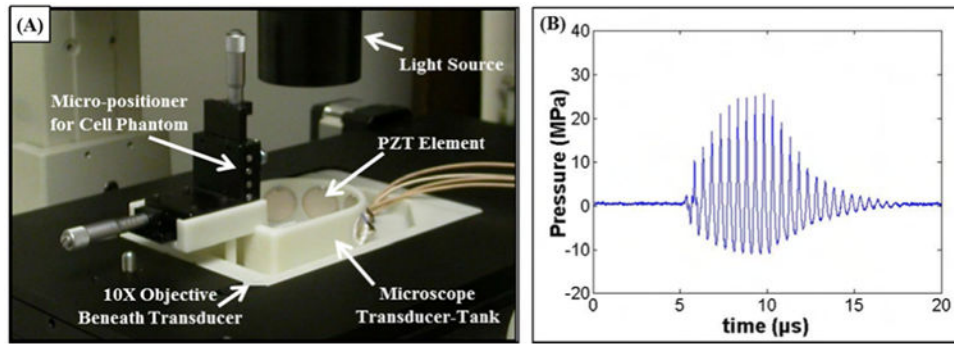 (A)
Light Source
Micro-positioner
for Cell Phantom
PZT Element
10X Objective
Beneath Transducer
Microscope
Transducer-Tank
(B)
40
30
20
10
0
-10
-20
Pressure (MPa)
0
5
10
15
20
time (µs)